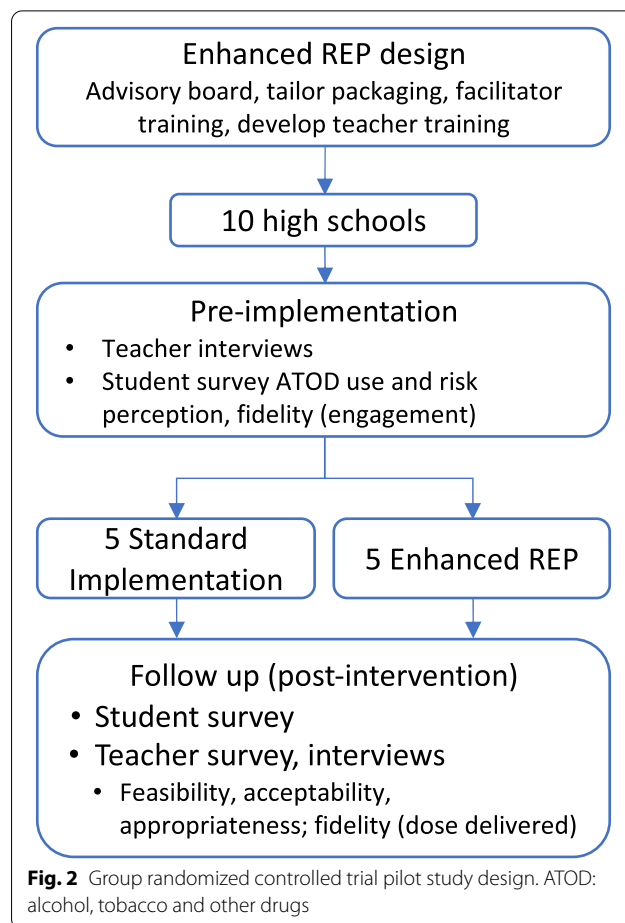 Enhanced REP design
Advisory board, tailor packaging, facilitator
training, develop teacher training
10 high schools
Pre-implementation
• Teacher interviews
• Student survey ATOD use and risk
perception, fidelity (engagement)
5 Standard
Implementation
5 Enhanced REP
Follow up (post-intervention)
• Student survey
• Teacher survey, interviews
• Feasibility, acceptability,
appropriateness; fidelity (dose delivered)
Fig. 2 Group randomized controlled trial pilot study design. ATOD:
alcohol, tobacco and other drugs